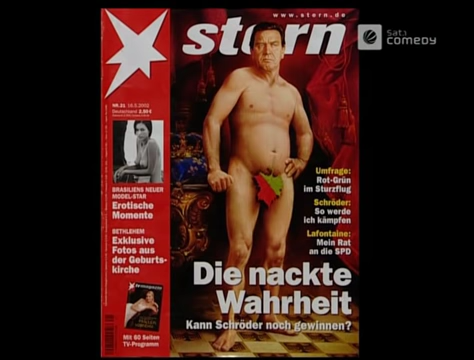 www.stern.de
stern
Sat.1
comedy
NR. 21 16.5.2002
Deutschland 2,50 €
BRASILIENS NEUER
MODEL-STAR
Erotische
Momente
BETHLEHEM
Exklusive
Fotos aus
der Geburts-
kirche
Mit 60 Seiten
TV-Programm
Umfrage:
Rot-Grün
im Sturzflug
Schröder:
So werde
ich kämpfen
Lafontaine:
Mein Rat
an die SPD
Die nackte
Wahrheit
Kann Schröder noch gewinnen?